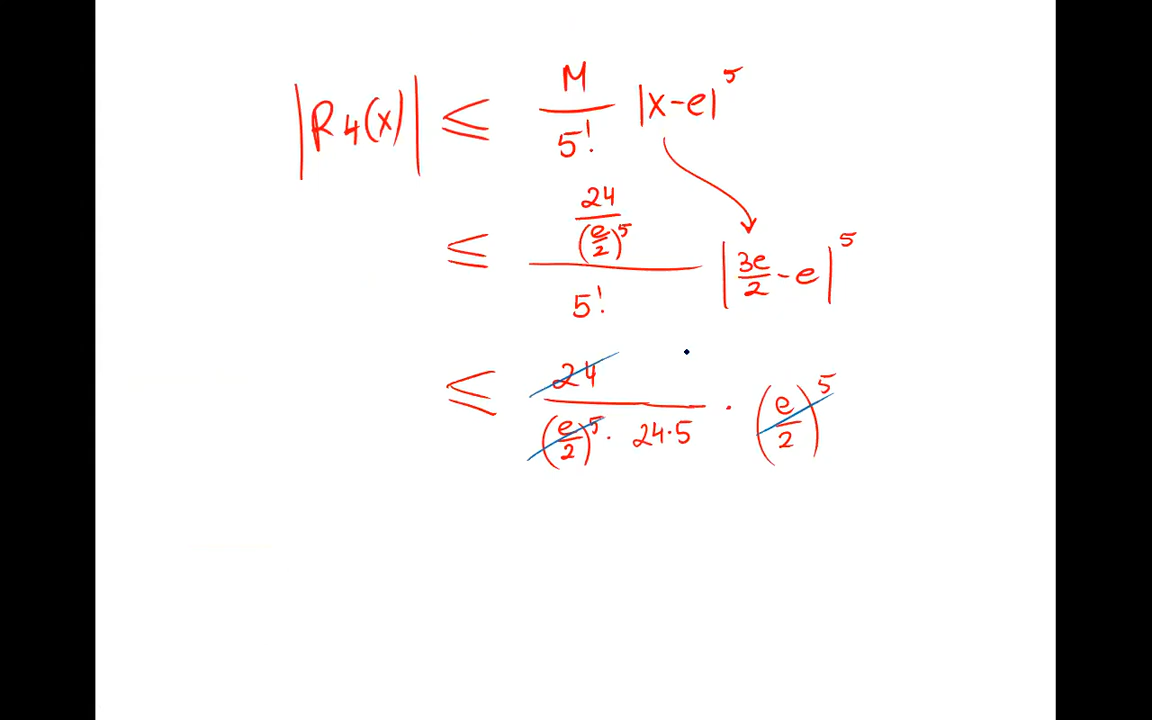 |R4(x)| ≤ M/5! |x-e|^5
≤ (24/(e/2)^5)/5! |3e/2 - e|^5
≤ 24/((e/2)^5 · 24·5) · (e/2)^5